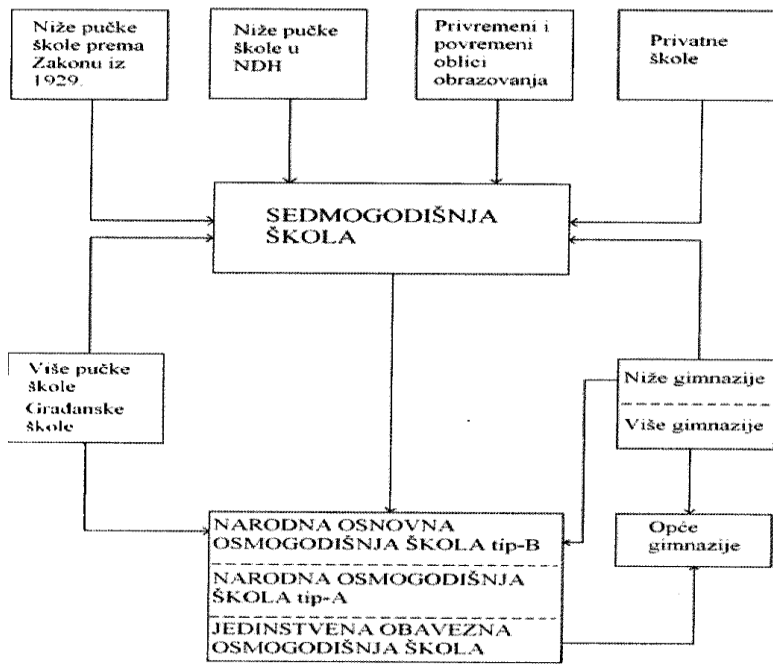 Niže pučke
škole prema
Zakonu iz
1929.
Niže pučke
škole u
NDH
Privremeni i
povremeni
oblici
obrazovanja
Privatne
škole
SEDMOGODIŠNJA
ŠKOLA
Više pučke
škole
Građanske
škole
Niže gimnazije
Više gimnazije
NARODNA OSNOVNA
OSMOGODIŠNJA ŠKOLA tip-B
NARODNA OSMOGODIŠNJA
ŠKOLA tip-A
JEDINSTVENA OBAVEZNA
OSMOGODIŠNJA ŠKOLA
Opće
gimnazije